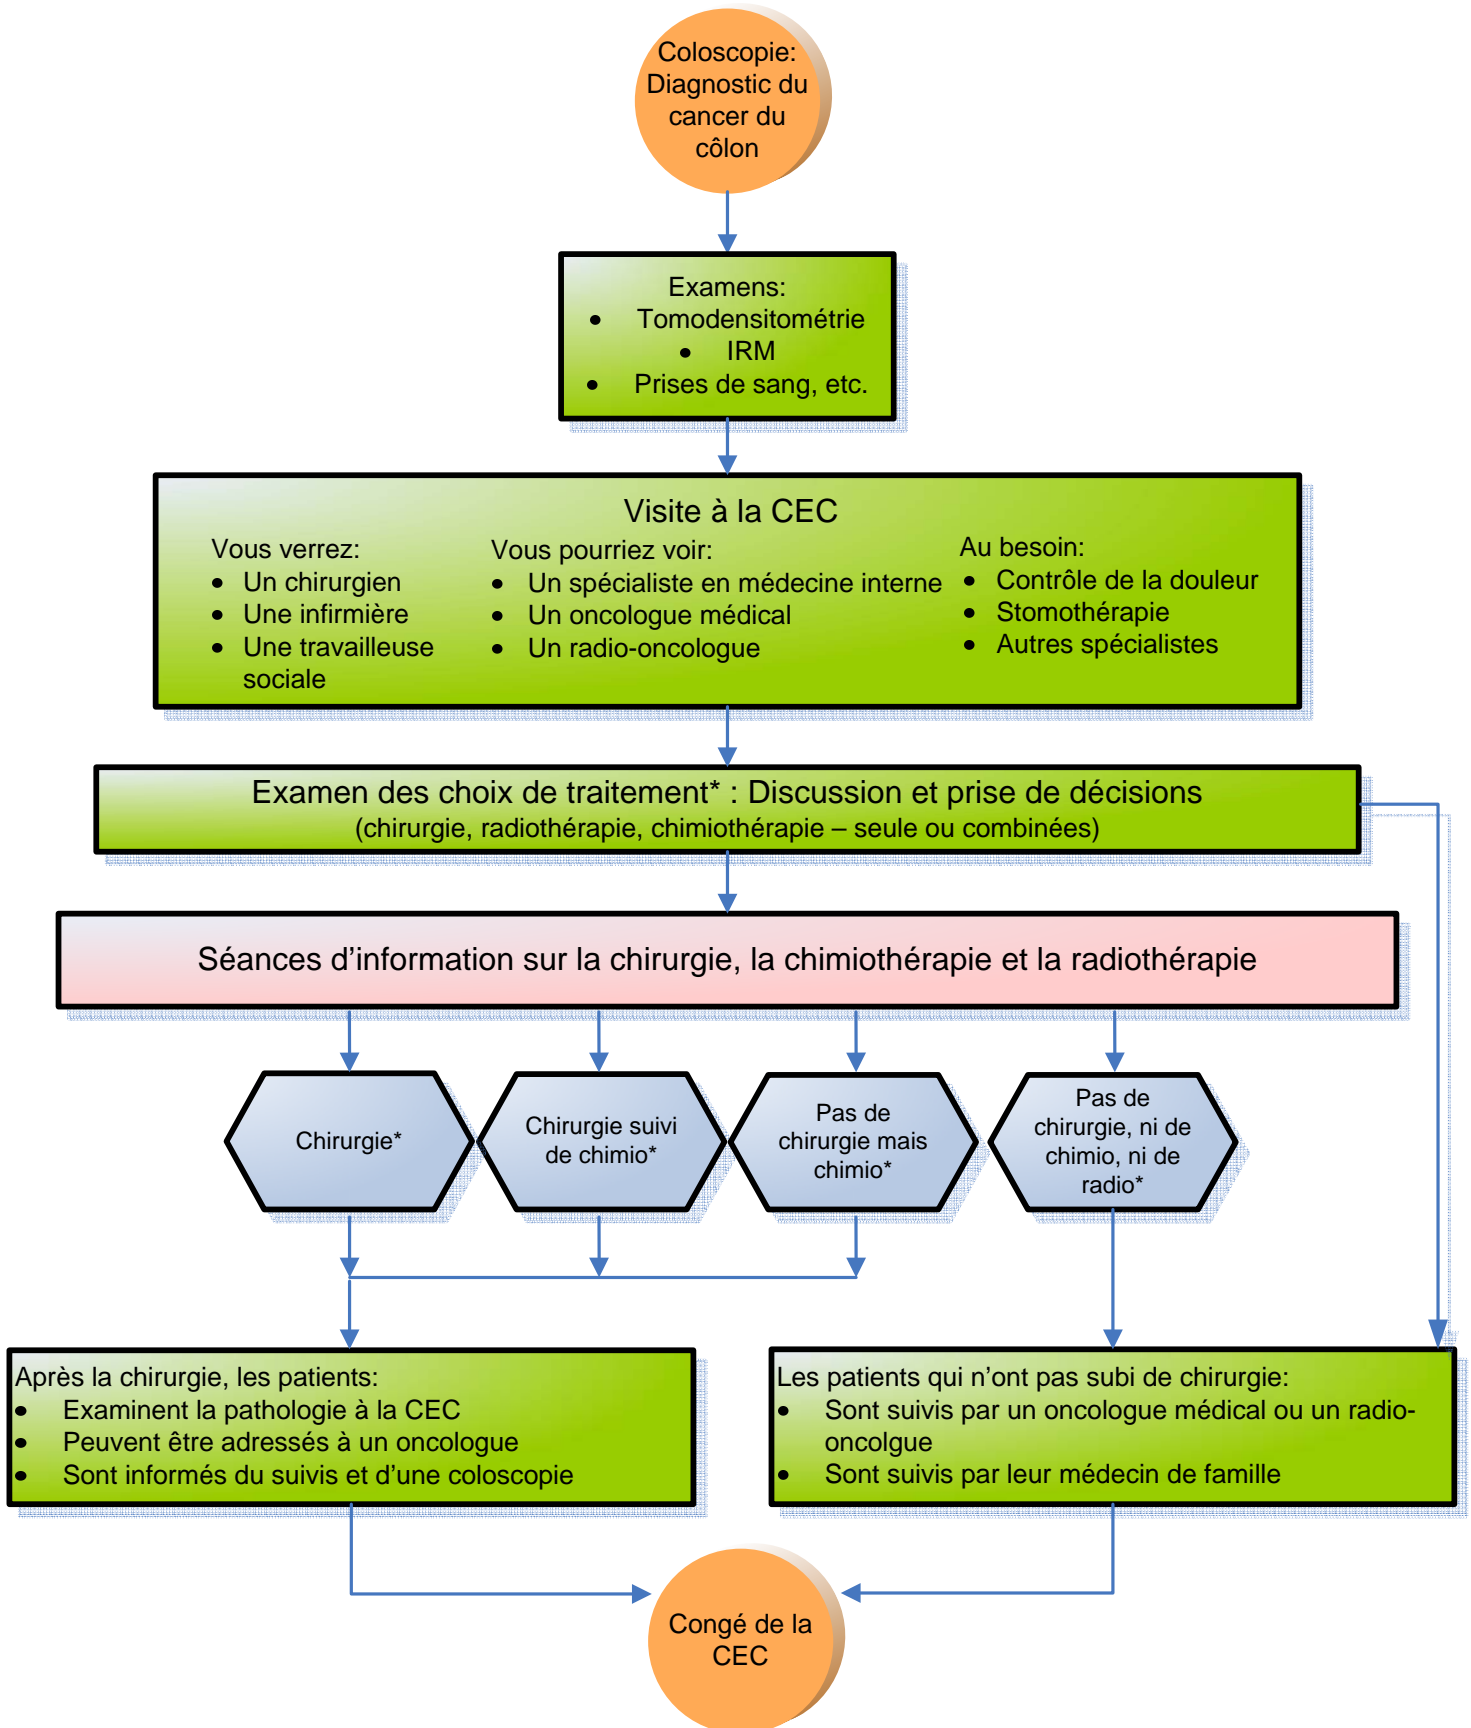 Coloscopie:
Diagnostic du
cancer du
côlon
Examens:
• Tomodensitométrie
• IRM
• Prises de sang, etc.
Visite à la CEC
Vous verrez:
• Un chirurgien
• Une infirmière
• Une travailleuse
sociale
Vous pourriez voir:
• Un spécialiste en médecine interne
• Un oncologue médical
• Un radio-oncologue
Au besoin:
• Contrôle de la douleur
• Stomothérapie
• Autres spécialistes
Examen des choix de traitement* : Discussion et prise de décisions
(chirurgie, radiothérapie, chimiothérapie – seule ou combinées)
Séances d’information sur la chirurgie, la chimiothérapie et la radiothérapie
Chirurgie*
Chirurgie suivi
de chimio*
Pas de
chirurgie mais
chimio*
Pas de
chirurgie, ni de
chimio, ni de
radio*
Après la chirurgie, les patients:
• Examinent la pathologie à la CEC
• Peuvent être adressés à un oncologue
• Sont informés du suivis et d’une coloscopie
Les patients qui n’ont pas subi de chirurgie:
• Sont suivis par un oncologue médical ou un radio-
oncolgue
• Sont suivis par leur médecin de famille
Congé de la
CEC